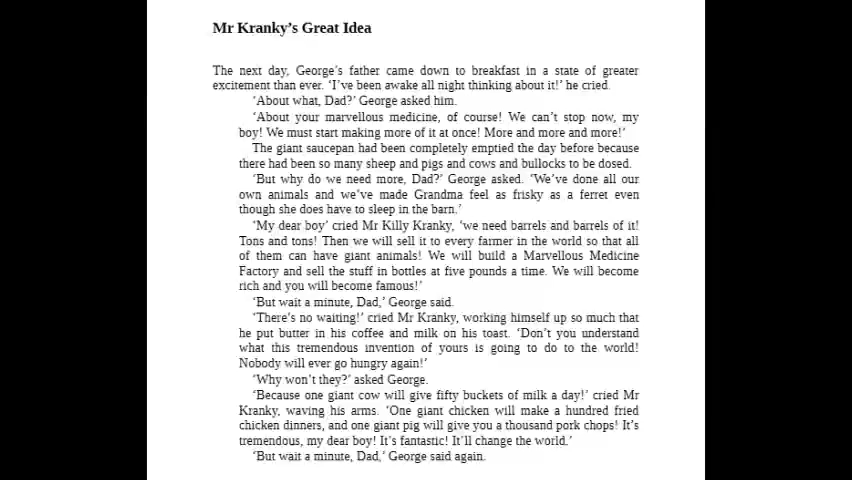 Mr Kranky’s Great Idea
The next day, George’s father came down to breakfast in a state of greater
excitement than ever. ‘I’ve been awake all night thinking about it!’ he cried.
‘About what, Dad?’ George asked him.
‘About your marvellous medicine, of course! We can’t stop now, my
boy! We must start making more of it at once! More and more and more!’
The giant saucepan had been completely emptied the day before because
there had been so many sheep and pigs and cows and bullocks to be dosed.
‘But why do we need more, Dad?’ George asked. ‘We’ve done all our
own animals and we’ve made Grandma feel as frisky as a ferret even
though she does have to sleep in the barn.’
‘My dear boy’ cried Mr Killy Kranky, ‘we need barrels and barrels of it!
Tons and tons! Then we will sell it to every farmer in the world so that all
of them can have giant animals! We will build a Marvellous Medicine
Factory and sell the stuff in bottles at five pounds a time. We will become
rich and you will become famous!’
‘But wait a minute, Dad,’ George said.
‘There’s no waiting!’ cried Mr Kranky, working himself up so much that
he put butter in his coffee and milk on his toast. ‘Don’t you understand
what this tremendous invention of yours is going to do to the world!
Nobody will ever go hungry again!’
‘Why won’t they?’ asked George.
‘Because one giant cow will give fifty buckets of milk a day!’ cried Mr
Kranky, waving his arms. ‘One giant chicken will make a hundred fried
chicken dinners, and one giant pig will give you a thousand pork chops! It’s
tremendous, my dear boy! It’s fantastic! It’ll change the world.’
‘But wait a minute, Dad,‘ George said again.